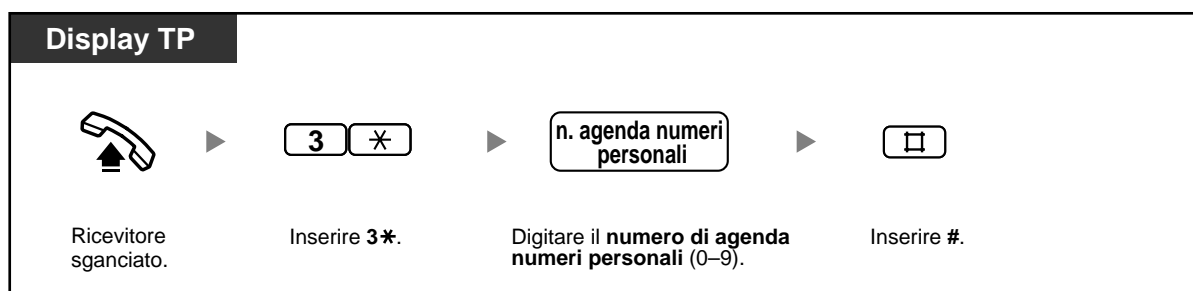 Display TP
3 ✳
n. agenda numeri
personali
#
Ricevitore
sganciato.
Inserire 3✳.
Digitare il numero di agenda
numeri personali (0–9).
Inserire #.